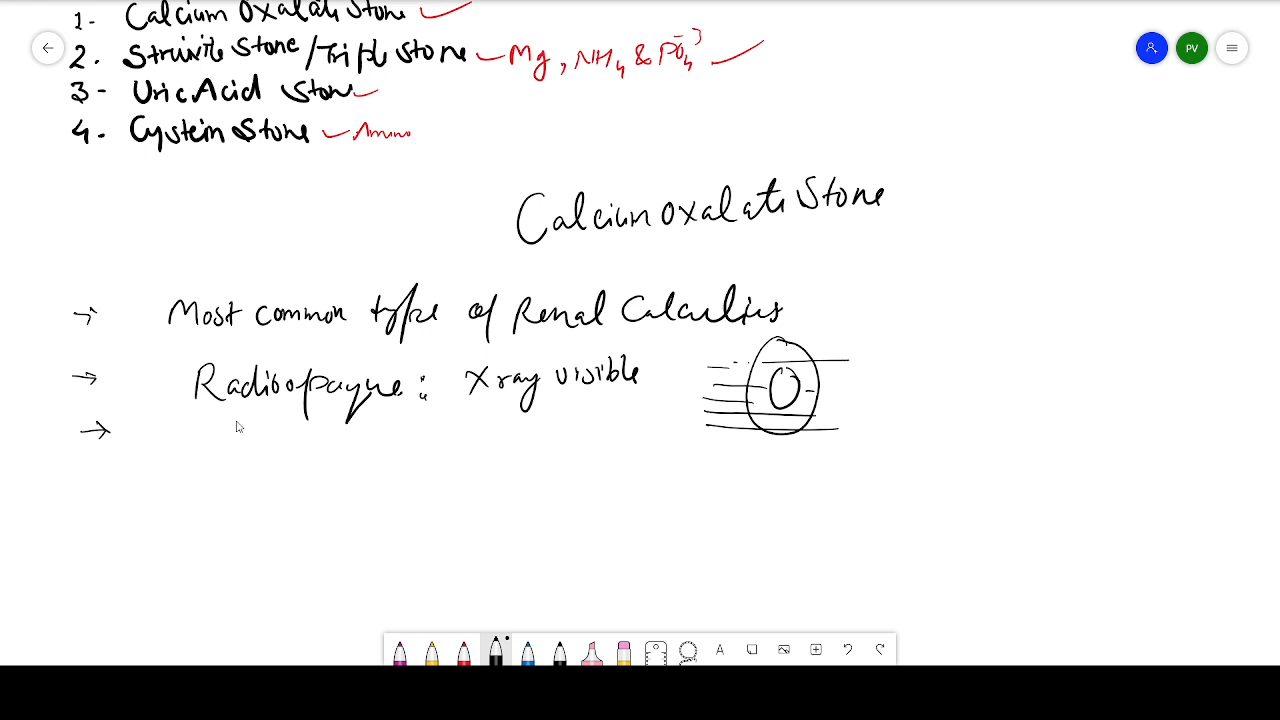 1- Calcium Oxalate Stone
2. Struvite Stone / Triple Stone - Mg, NH4 & PO4-3
3- Uric Acid Stone
4. Cystein Stone - Amino
Calcium Oxalate Stone
→ Most common type of Renal Calculus
→ Radioopaque: X ray visible
→
PV
A